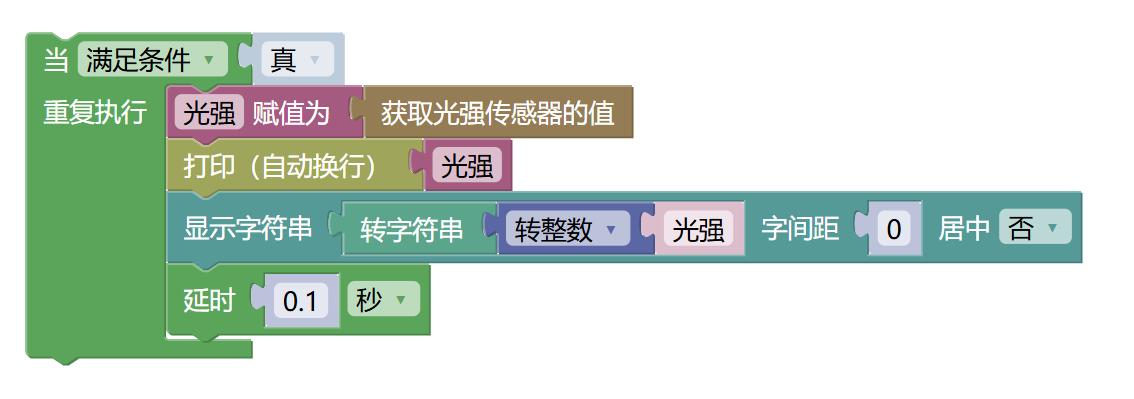 当 满足条件 真
重复执行 光强 赋值为 获取光强传感器的值
打印（自动换行） 光强
显示字符串 转字符串 转整数 光强 字间距 0 居中 否
延时 0.1 秒